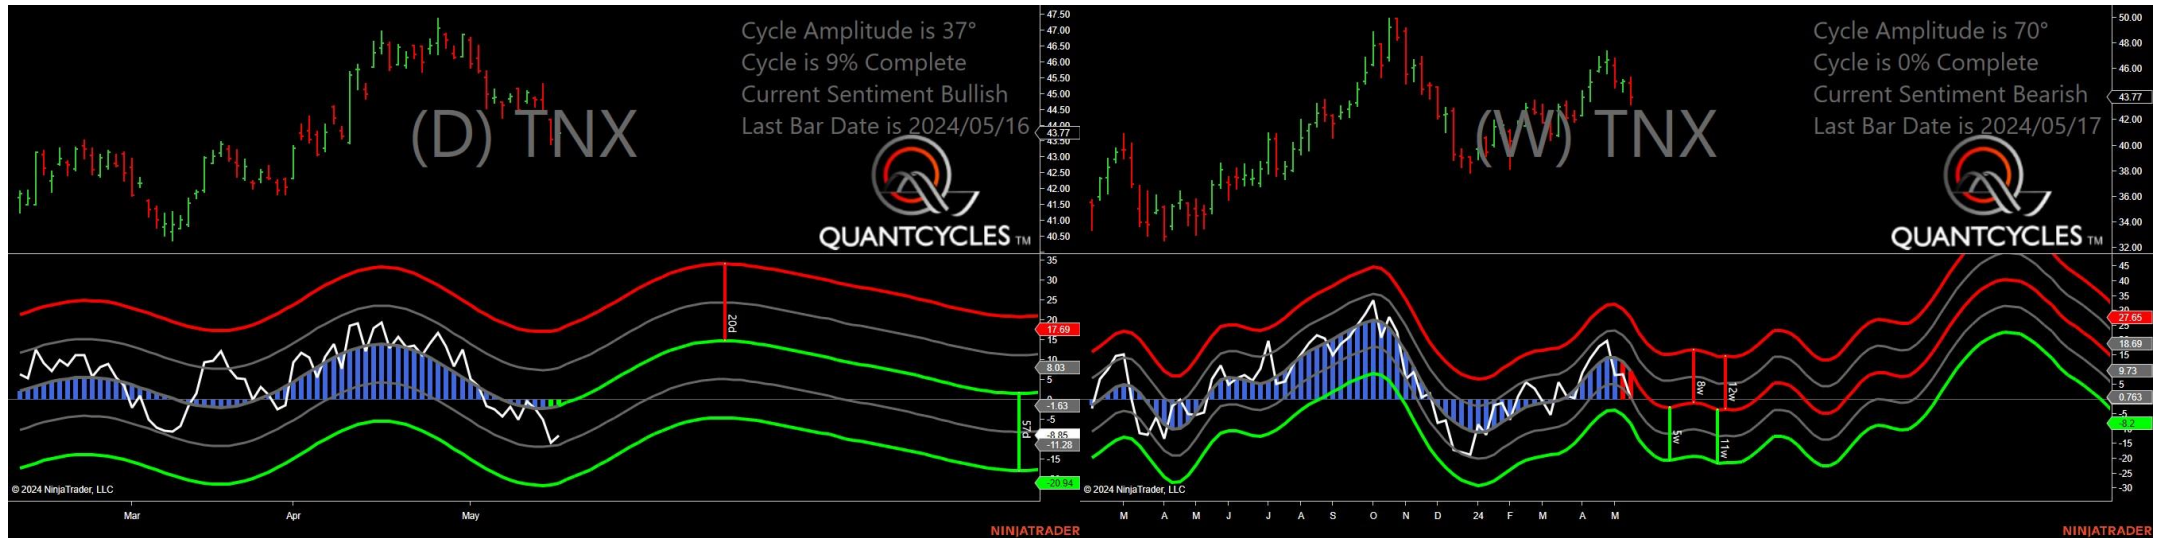 Cycle Amplitude is 37°
Cycle is 9% Complete
Current Sentiment Bullish
Last Bar Date is 2024/05/16
(D) TNX
QUANTCYCLES TM
47.50
47.00
46.50
46.00
45.50
45.00
44.50
44.00
43.77
43.50
43.00
42.50
42.00
41.50
41.00
40.50
35
30
25
20
17.69
15
10
8.03
5
0
-1.63
-5
-8.85
-11.28
-15
-20.94
20d
57d
© 2024 NinjaTrader, LLC
Mar
Apr
May
NINJATRADER
Cycle Amplitude is 70°
Cycle is 0% Complete
Current Sentiment Bearish
Last Bar Date is 2024/05/17
(W) TNX
QUANTCYCLES TM
50.00
48.00
46.00
43.77
42.00
40.00
38.00
36.00
34.00
32.00
45
40
35
30
27.65
25
18.69
15
9.73
5
0.763
-5
-8.2
-10
-15
-20
-25
-30
8w
12w
5w
11w
© 2024 NinjaTrader, LLC
M
A
M
J
J
A
S
O
N
D
24
F
M
A
M
NINJATRADER